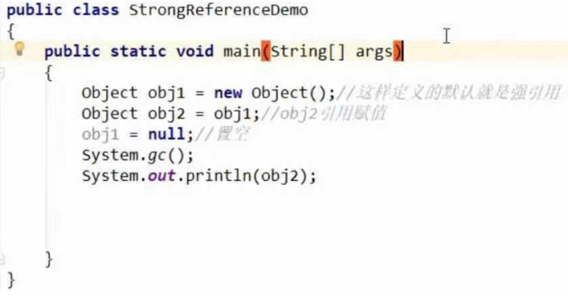 public class StrongReferenceDemo
{
    public static void main(String[] args)
    {
        Object obj1 = new Object();//这样定义的默认就是强引用
        Object obj2 = obj1;//obj2引用赋值
        obj1 = null;//置空
        System.gc();
        System.out.println(obj2);
    }
}